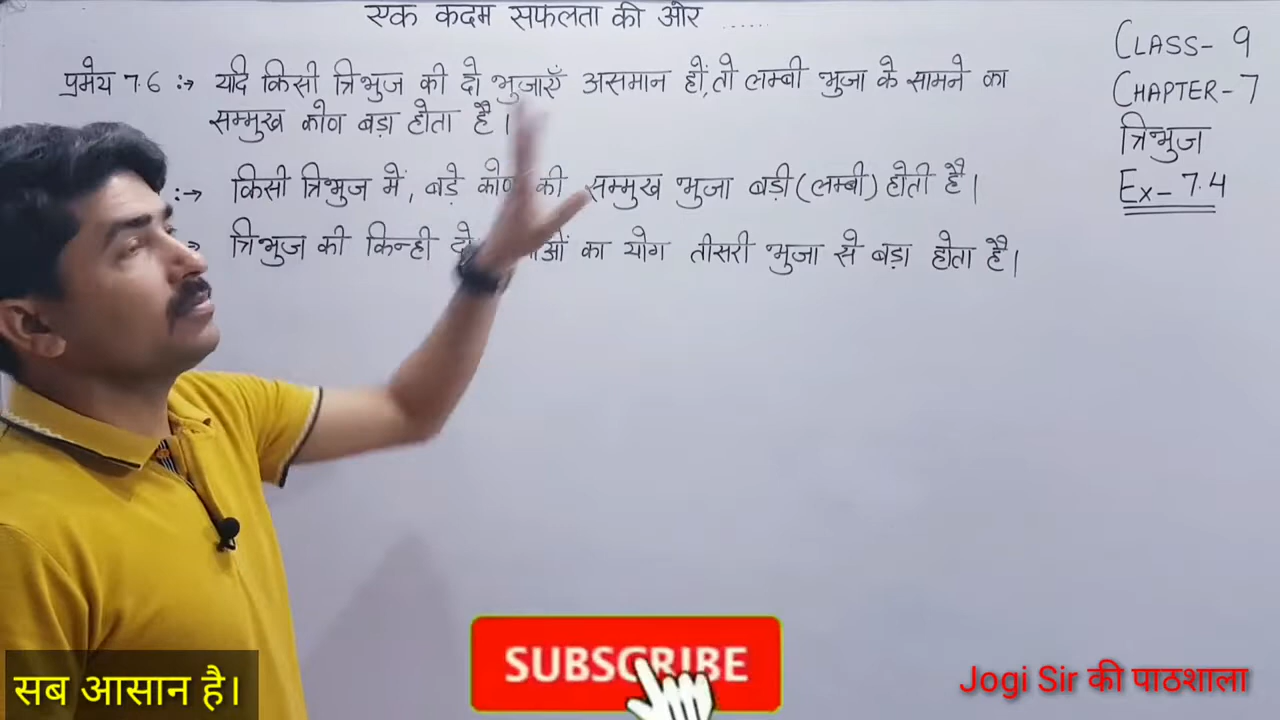 एक कदम सफलता की ओर ......
CLASS- 9
CHAPTER-7
त्रिभुज
Ex-7.4
प्रमेय 7.6 :→ यदि किसी त्रिभुज की दो भुजाएँ असमान हों,तो लम्बी भुजा के सामने का
सम्मुख कोण बड़ा होता है।
:→ किसी त्रिभुज में, बड़े कोण की सम्मुख भुजा बड़ी(लम्बी) होती है।
त्रिभुज की किन्ही दो का योग तीसरी भुजा से बड़ा होता है।
SUBSCRIBE
सब आसान है।
Jogi Sir की पाठशाला